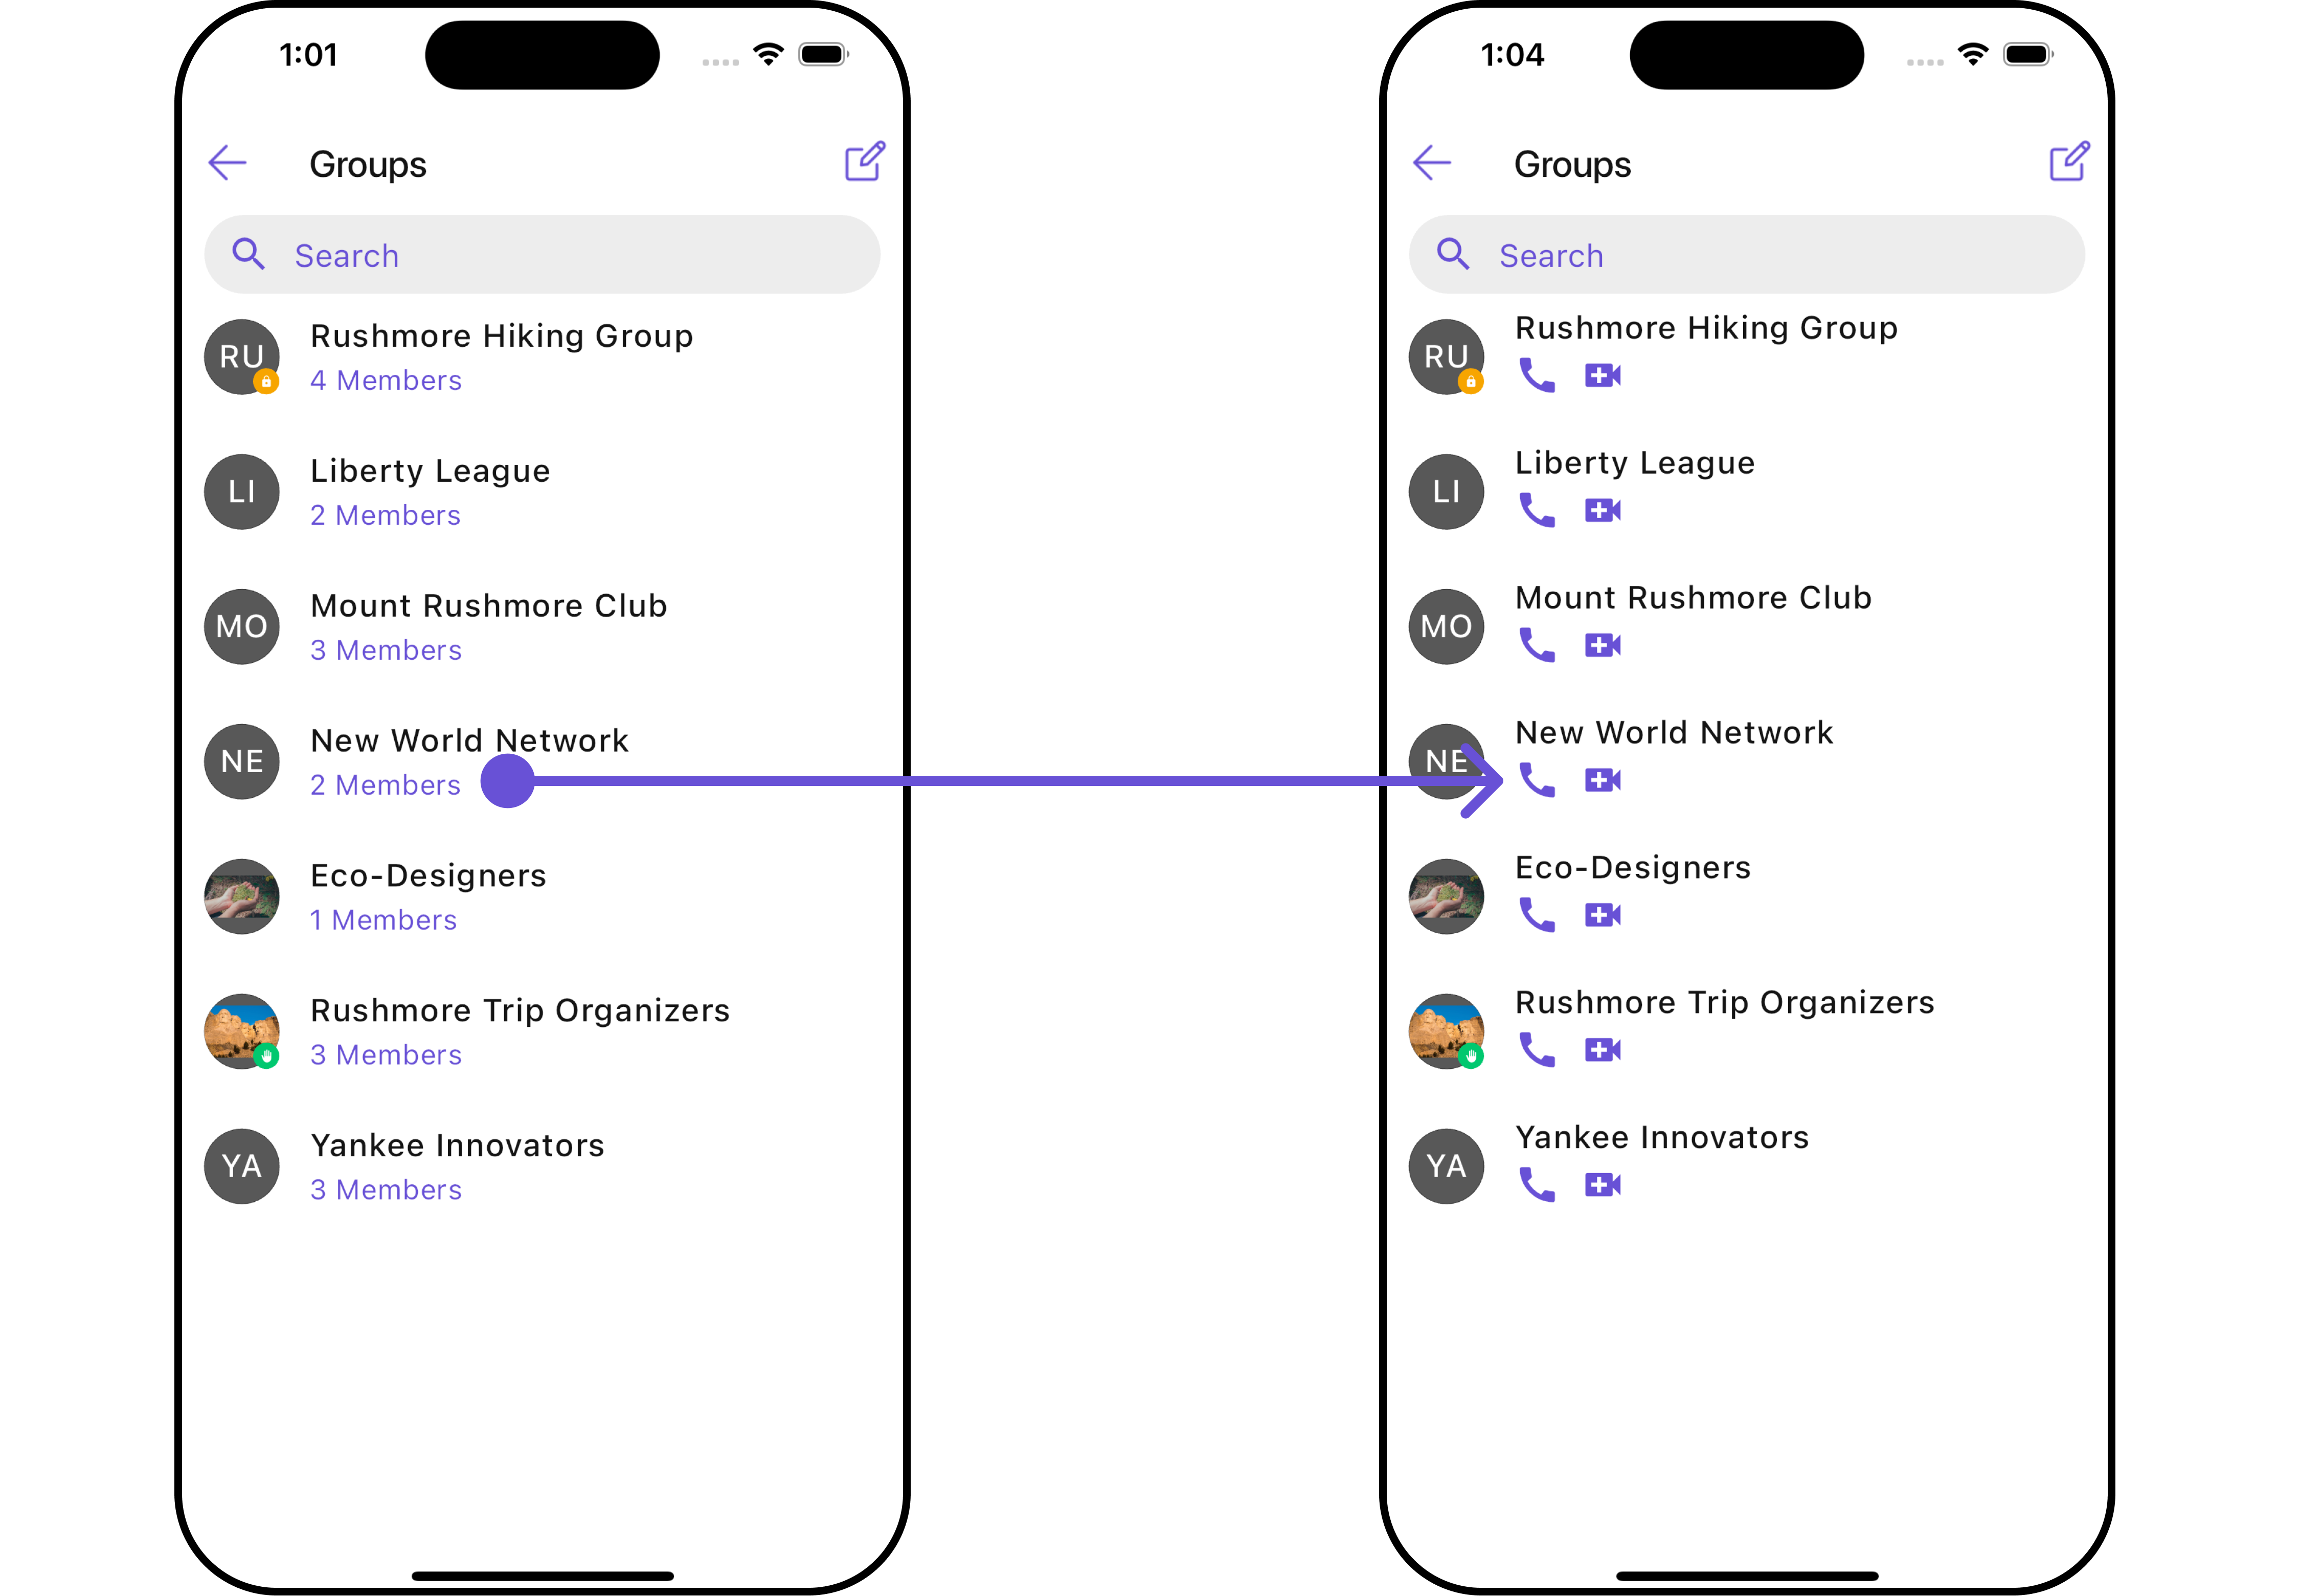 1:01
Groups
Search
RU
Rushmore Hiking Group
4 Members
LI
Liberty League
2 Members
MO
Mount Rushmore Club
3 Members
NE
New World Network
2 Members
Eco-Designers
1 Members
Rushmore Trip Organizers
3 Members
YA
Yankee Innovators
3 Members
1:04
Groups
Search
RU
Rushmore Hiking Group
LI
Liberty League
MO
Mount Rushmore Club
NE
New World Network
Eco-Designers
Rushmore Trip Organizers
YA
Yankee Innovators